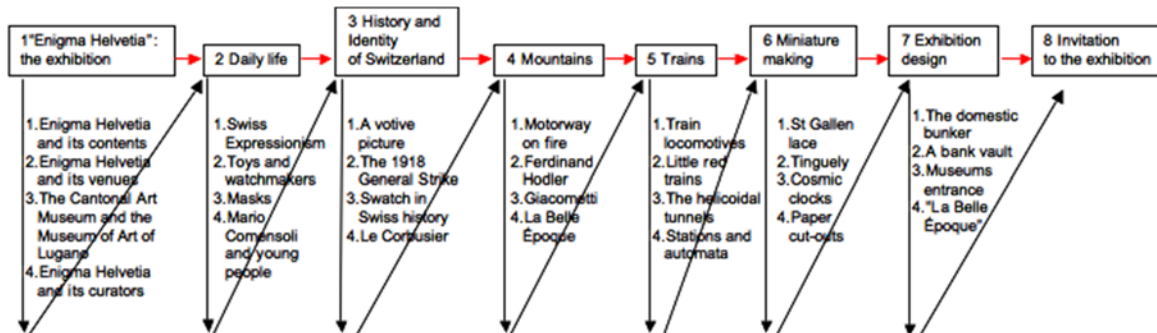 1"Enigma Helvetia":
the exhibition
2 Daily life
3 History and
Identity
of Switzerland
4 Mountains
5 Trains
6 Miniature
making
7 Exhibition
design
8 Invitation
to the exhibition
1.Enigma Helvetia
and its contents
2.Enigma Helvetia
and its venues
3.The Cantonal Art
Museum and the
Museum of Art of
Lugano
4.Enigma Helvetia
and its curators
1.Swiss
Expressionism
2.Toys and
watchmakers
3.Masks
4.Mario
Comensoli
and young
people
1.A votive
picture
2.The 1918
General Strike
3.Swatch in
Swiss history
4.Le Corbusier
1.Motorway
on fire
2.Ferdinand
Hodler
3.Giacometti
4.La Belle
Époque
1.Train
locomotives
2.Little red
trains
3.The helicoidal
tunnels
4.Stations and
automata
1.St Gallen
lace
2.Tinguely
3.Cosmic
clocks
4.Paper
cut-outs
1.The domestic
bunker
2.A bank vault
3.Museums
entrance
4."La Belle
Époque"